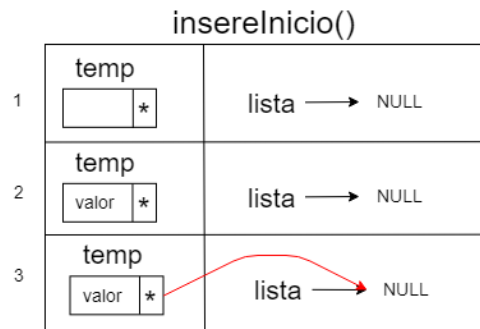 insereInicio()
temp
1 * lista NULL
temp
2 valor * lista NULL
temp
3 valor * lista NULL